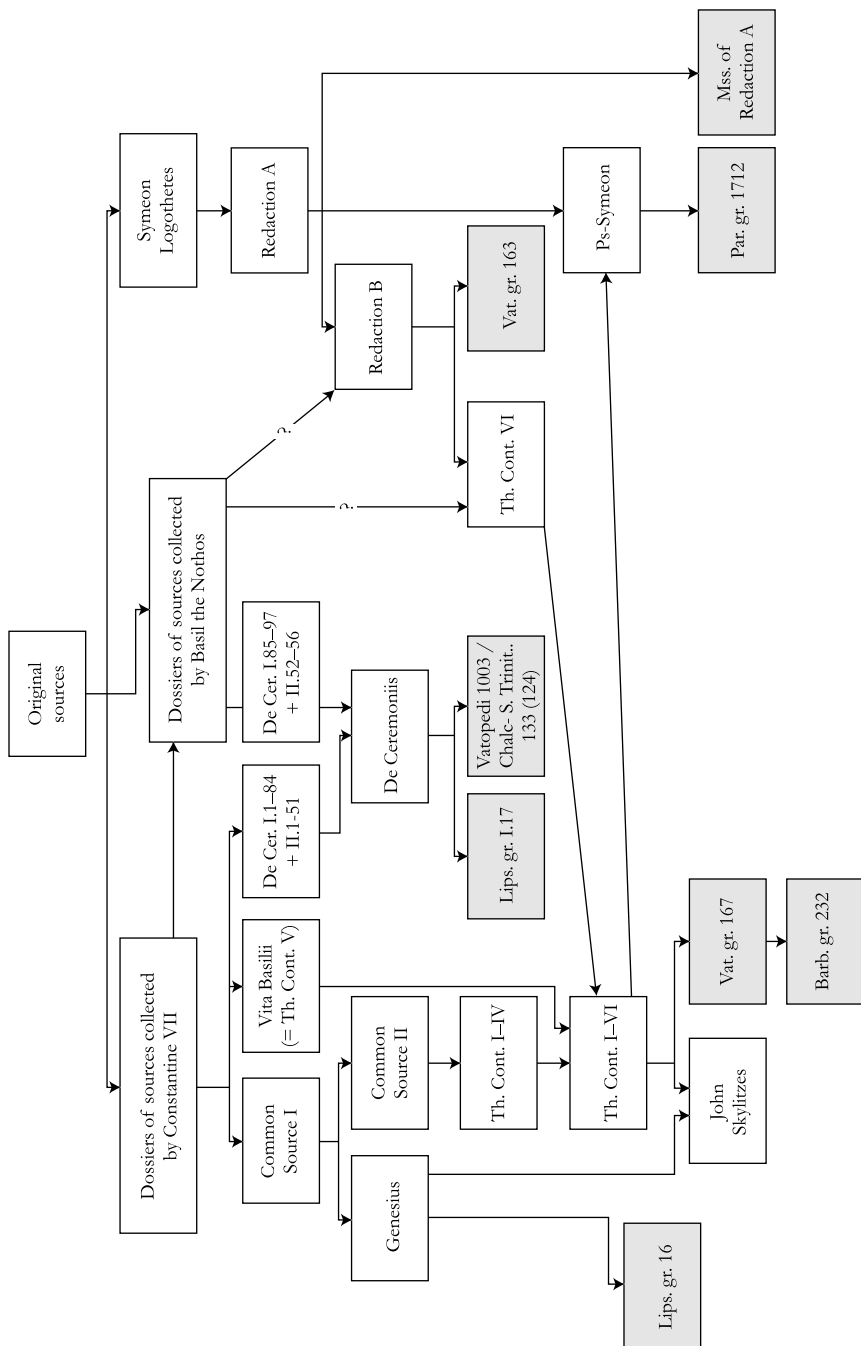 Original
sources
Dossiers of sources collected
by Constantine VII
Dossiers of sources collected
by Basil the Nothos
Symeon
Logothetes
Common
Source I
Vita Basilii
(= Th. Cont. V)
De Cer. I.1–84
+ II.1-51
De Cer. I.85–97
+ II.52–56
Redaction A
?
?
Genesius
Common
Source II
De Ceremoniis
Redaction B
Th. Cont. I–IV
Lips. gr. I.17
Vatopedi 1003 /
Chalc- S. Trinit..
133 (124)
Th. Cont. VI
Vat. gr. 163
Th. Cont. I–VI
Ps-Symeon
Lips. gr. 16
John
Skylitzes
Vat. gr. 167
Par. gr. 1712
Mss. of
Redaction A
Barb. gr. 232